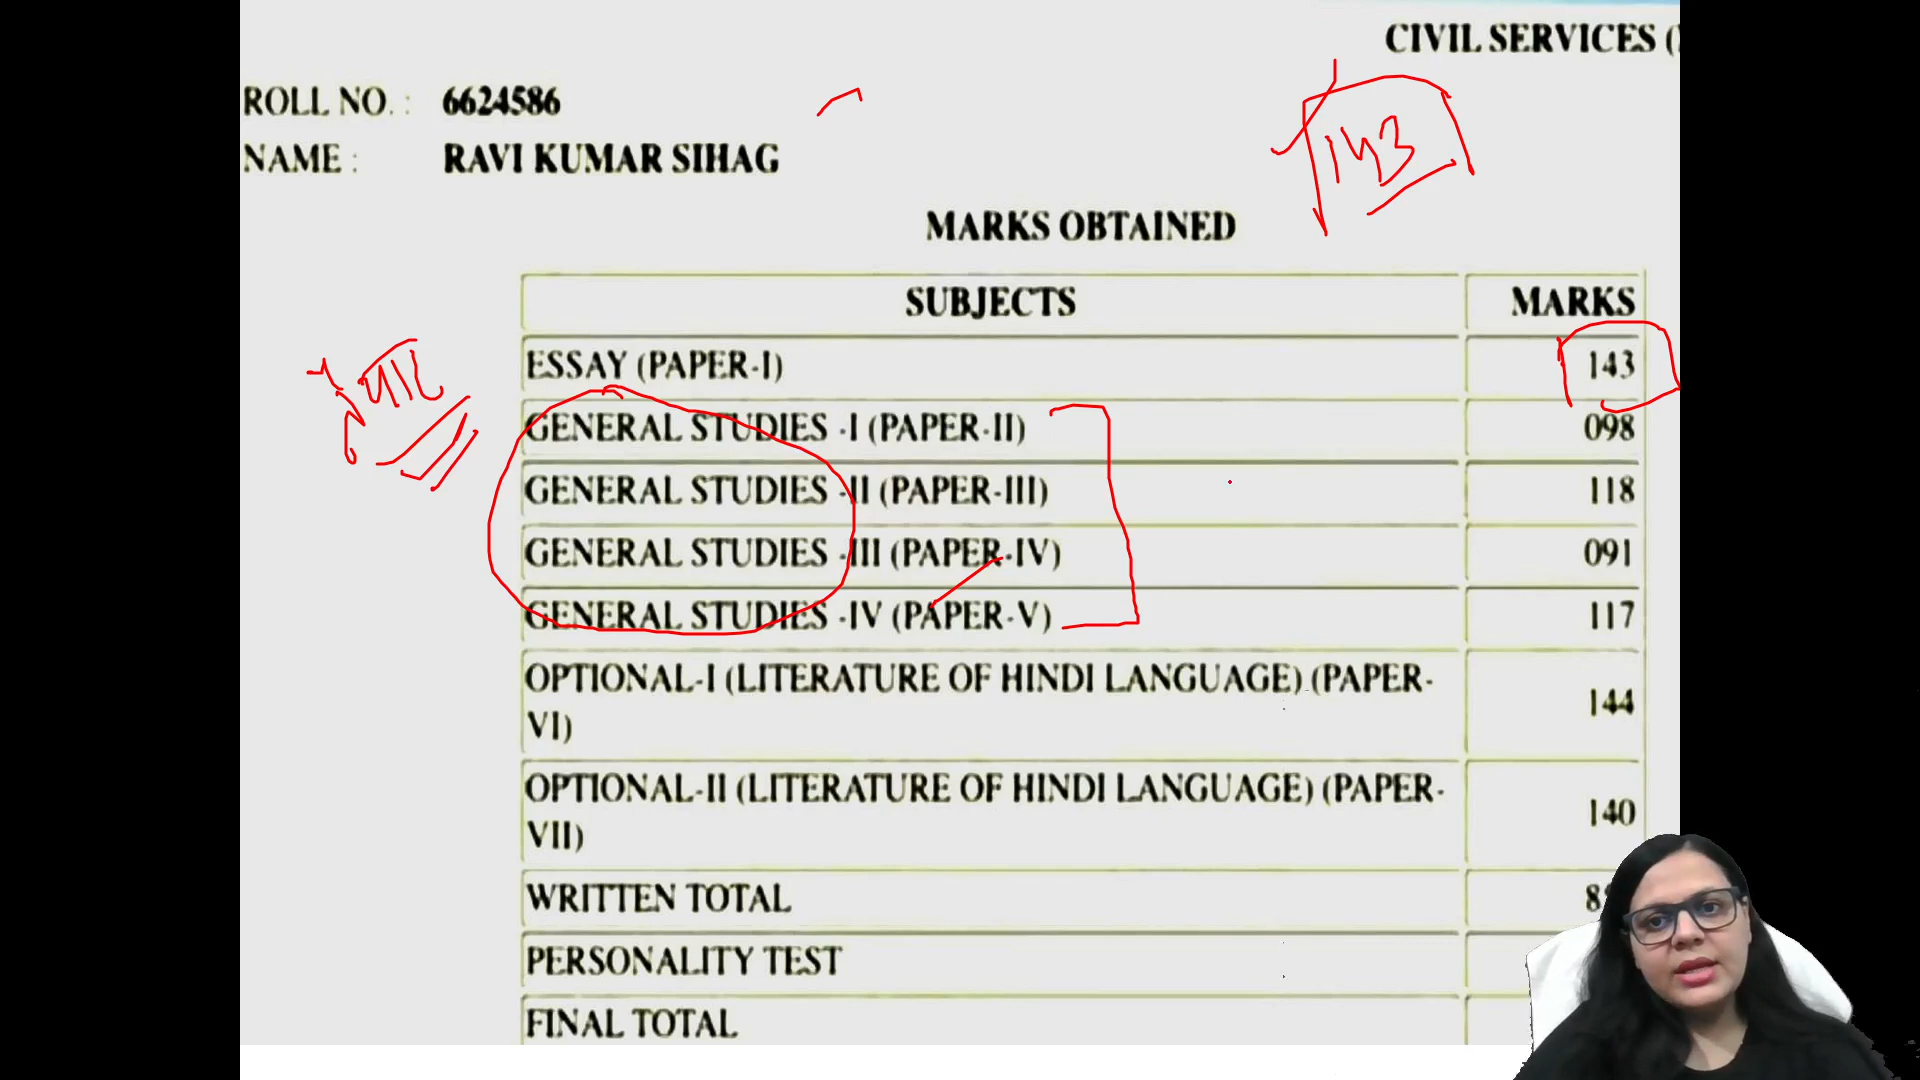 CIVIL SERVICES (
ROLL NO. : 6624586
NAME : RAVI KUMAR SIHAG
143
MARKS OBTAINED
SUBJECTS MARKS
ESSAY (PAPER-I) 143
GENERAL STUDIES -I (PAPER-II) 098
GENERAL STUDIES -II (PAPER-III) 118
GENERAL STUDIES -III (PAPER-IV) 091
GENERAL STUDIES -IV (PAPER-V) 117
OPTIONAL-I (LITERATURE OF HINDI LANGUAGE) (PAPER-
VI) 144
OPTIONAL-II (LITERATURE OF HINDI LANGUAGE) (PAPER-
VII) 140
WRITTEN TOTAL
PERSONALITY TEST
FINAL TOTAL